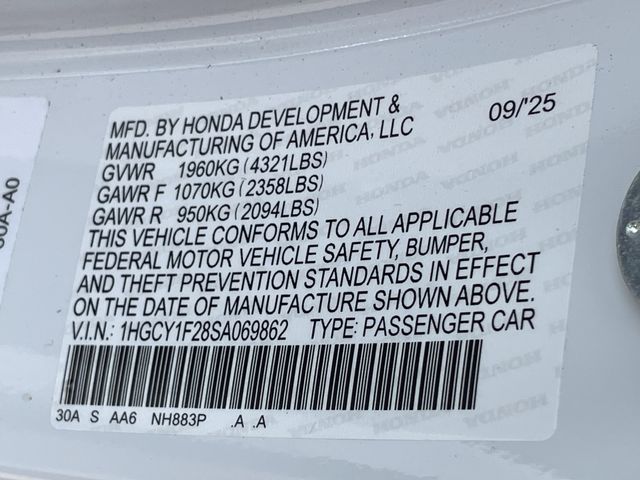 MFD. BY HONDA DEVELOPMENT & 09/'25
MANUFACTURING OF AMERICA, LLC
GVWR 1960KG (4321LBS)
GAWR F 1070KG (2358LBS)
GAWR R 950KG (2094LBS)
THIS VEHICLE CONFORMS TO ALL APPLICABLE
FEDERAL MOTOR VEHICLE SAFETY, BUMPER,
AND THEFT PREVENTION STANDARDS IN EFFECT
ON THE DATE OF MANUFACTURE SHOWN ABOVE.
V.I.N.: 1HGCY1F28SA069862 TYPE: PASSENGER CAR
30A S AA6 NH883P .A .A